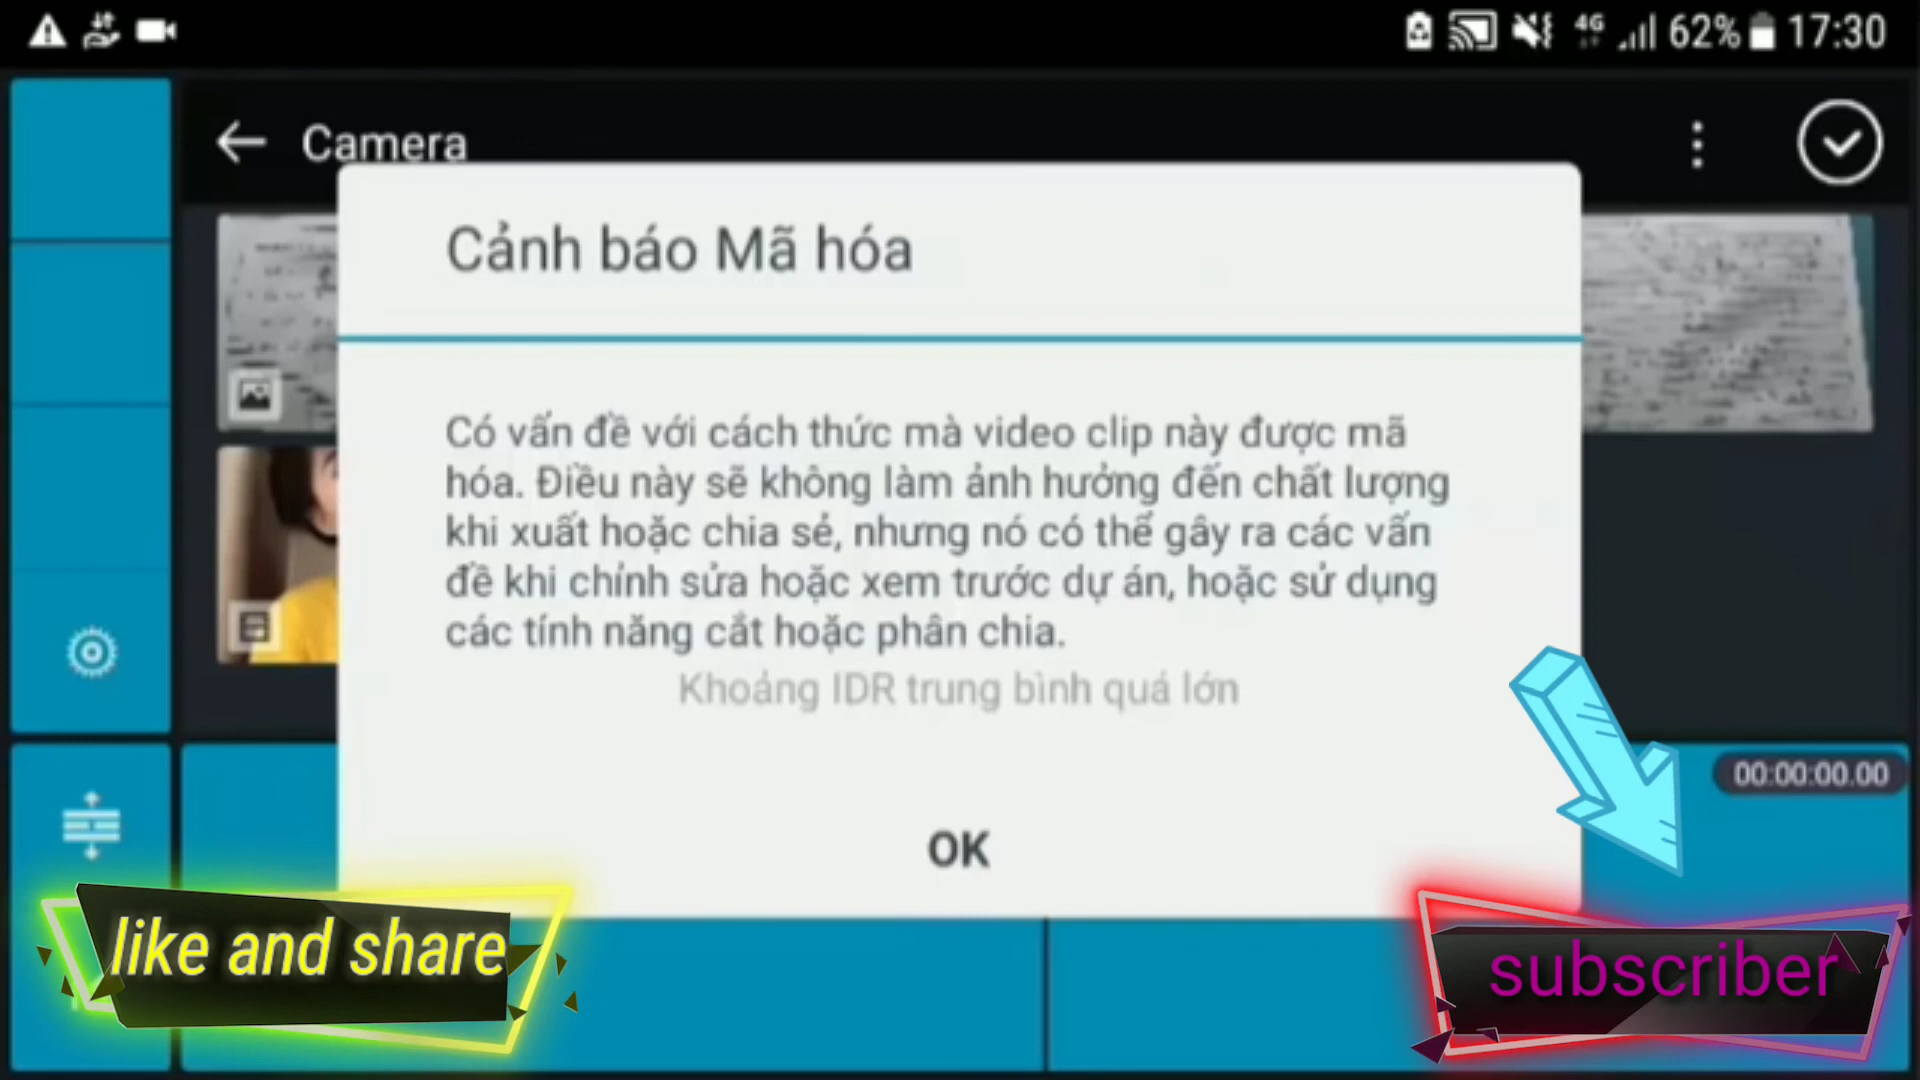 4G 62% 17:30
Camera
Cảnh báo Mã hóa
Có vấn đề với cách thức mà video clip này được mã
hóa. Điều này sẽ không làm ảnh hưởng đến chất lượng
khi xuất hoặc chia sẻ, nhưng nó có thể gây ra các vấn
đề khi chỉnh sửa hoặc xem trước dự án, hoặc sử dụng
các tính năng cắt hoặc phân chia.
Khoảng IDR trung bình quá lớn
00:00:00.00
OK
like and share
subscriber